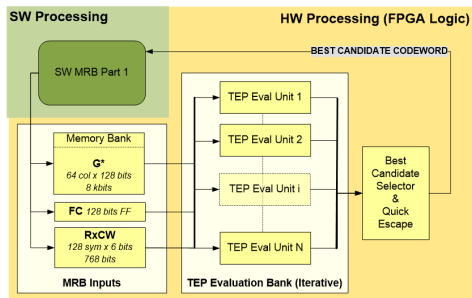 SW Processing
HW Processing (FPGA Logic)
BEST CANDIDATE CODEWORD
SW MRB Part 1
Memory Bank
G*
64 col x 128 bits
8 kbits
FC 128 bits FF
RxCW
128 sym x 6 bits
768 bits
MRB Inputs
TEP Eval Unit 1
TEP Eval Unit 2
TEP Eval Unit i
TEP Eval Unit N
TEP Evaluation Bank (Iterative)
Best
Candidate
Selector
&
Quick
Escape